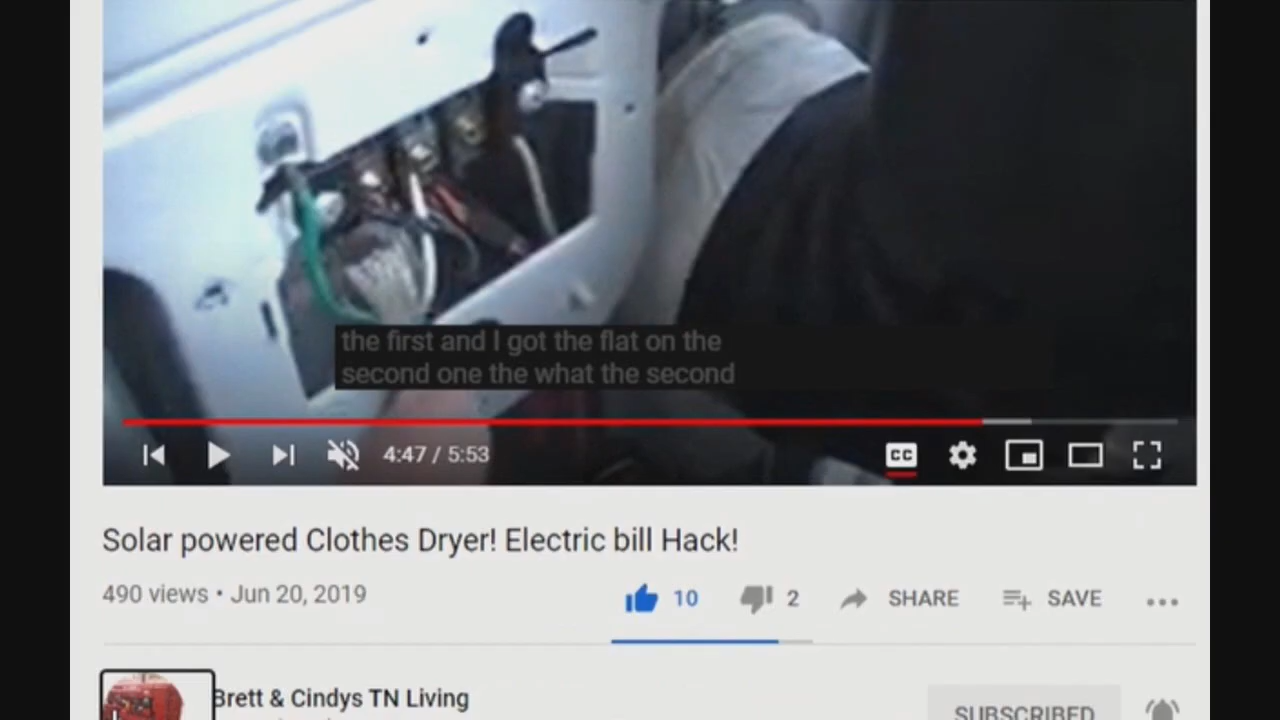 the first and I got the flat on the
second one the what the second
4:47 / 5:53
CC
Solar powered Clothes Dryer! Electric bill Hack!
490 views • Jun 20, 2019
10
2
SHARE
SAVE
Brett & Cindys TN Living
SUBSCRIBED